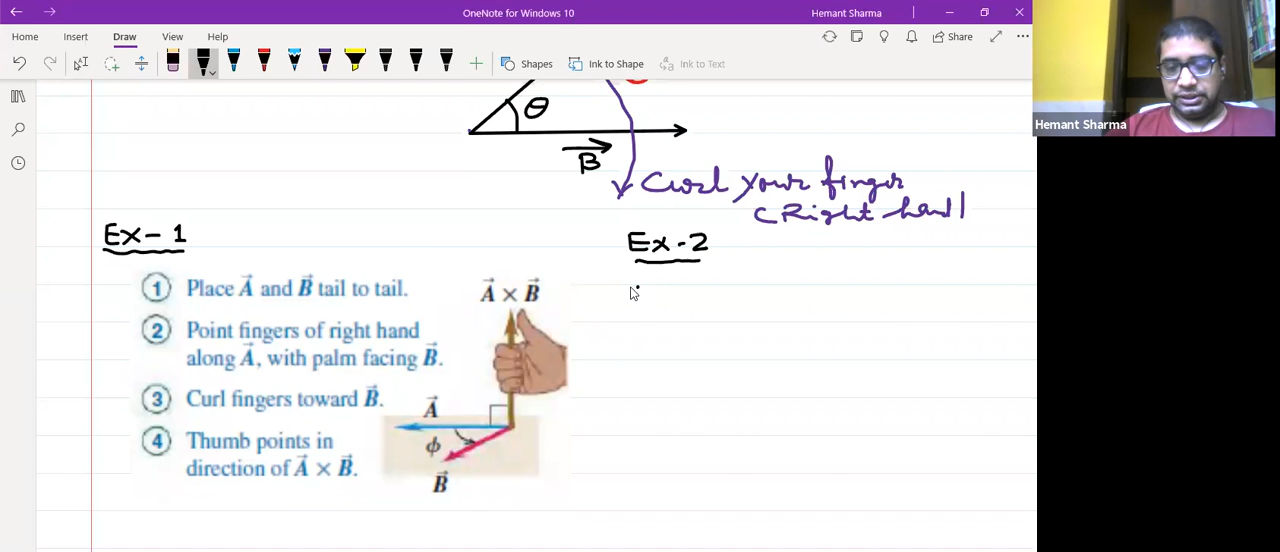 OneNote for Windows 10
Hemant Sharma
Home Insert Draw View Help
Shapes Ink to Shape Ink to Text Share
Hemant Sharma
θ
B
Curl your finger
(Right hand)
Ex-1
Ex-2
1 Place A⃗ and B⃗ tail to tail.
2 Point fingers of right hand
along A⃗, with palm facing B⃗.
3 Curl fingers toward B⃗.
4 Thumb points in
direction of A⃗ × B⃗.
A⃗ × B⃗
A⃗
ϕ
B⃗